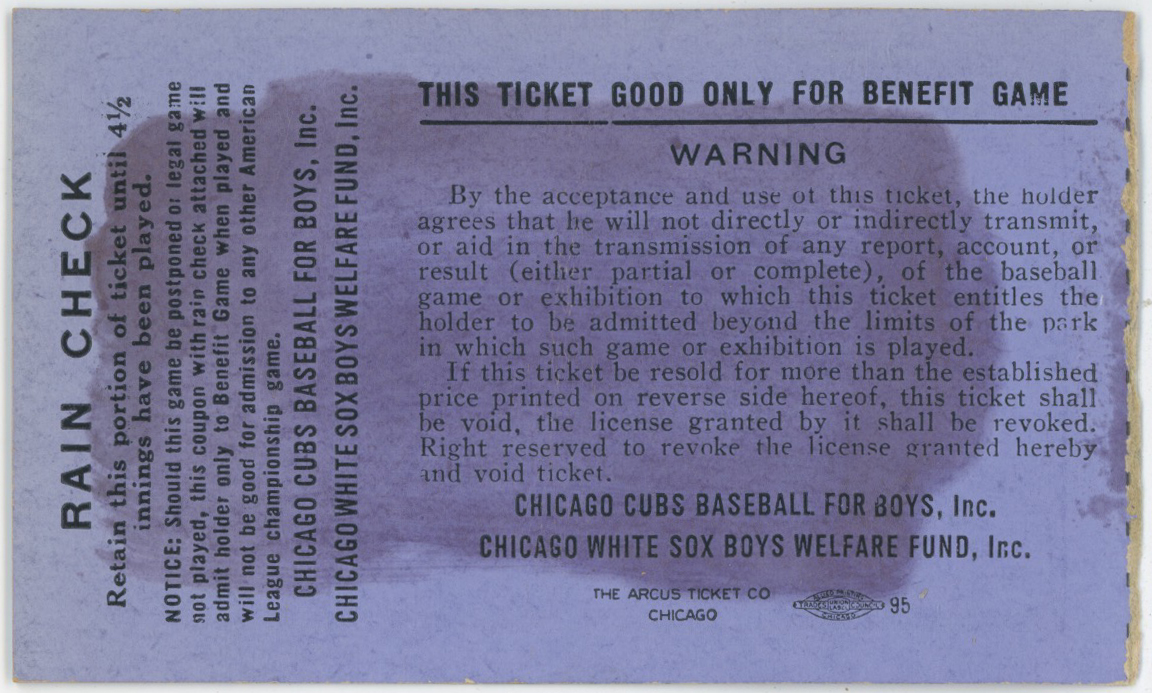 RAIN CHECK
Retain this portion of ticket until 4½
innings have been played.
NOTICE: Should this game be postponed or legal game
not played, this coupon with rain check attached will
admit holder only to Benefit Game when played and
will not be good for admission to any other American
League championship game.
CHICAGO CUBS BASEBALL FOR BOYS, Inc.
CHICAGO WHITE SOX BOYS WELFARE FUND, Inc.
THIS TICKET GOOD ONLY FOR BENEFIT GAME
WARNING
By the acceptance and use of this ticket, the holder
agrees that he will not directly or indirectly transmit,
or aid in the transmission of any report, account, or
result (either partial or complete), of the baseball
game or exhibition to which this ticket entitles the
holder to be admitted beyond the limits of the park
in which such game or exhibition is played.
If this ticket be resold for more than the established
price printed on reverse side hereof, this ticket shall
be void, the license granted by it shall be revoked.
Right reserved to revoke the license granted hereby
and void ticket.
CHICAGO CUBS BASEBALL FOR BOYS, Inc.
CHICAGO WHITE SOX BOYS WELFARE FUND, Inc.
THE ARCUS TICKET CO
CHICAGO
ALLIED PRINTING
TRADES UNION LABEL COUNCIL
CHICAGO
95